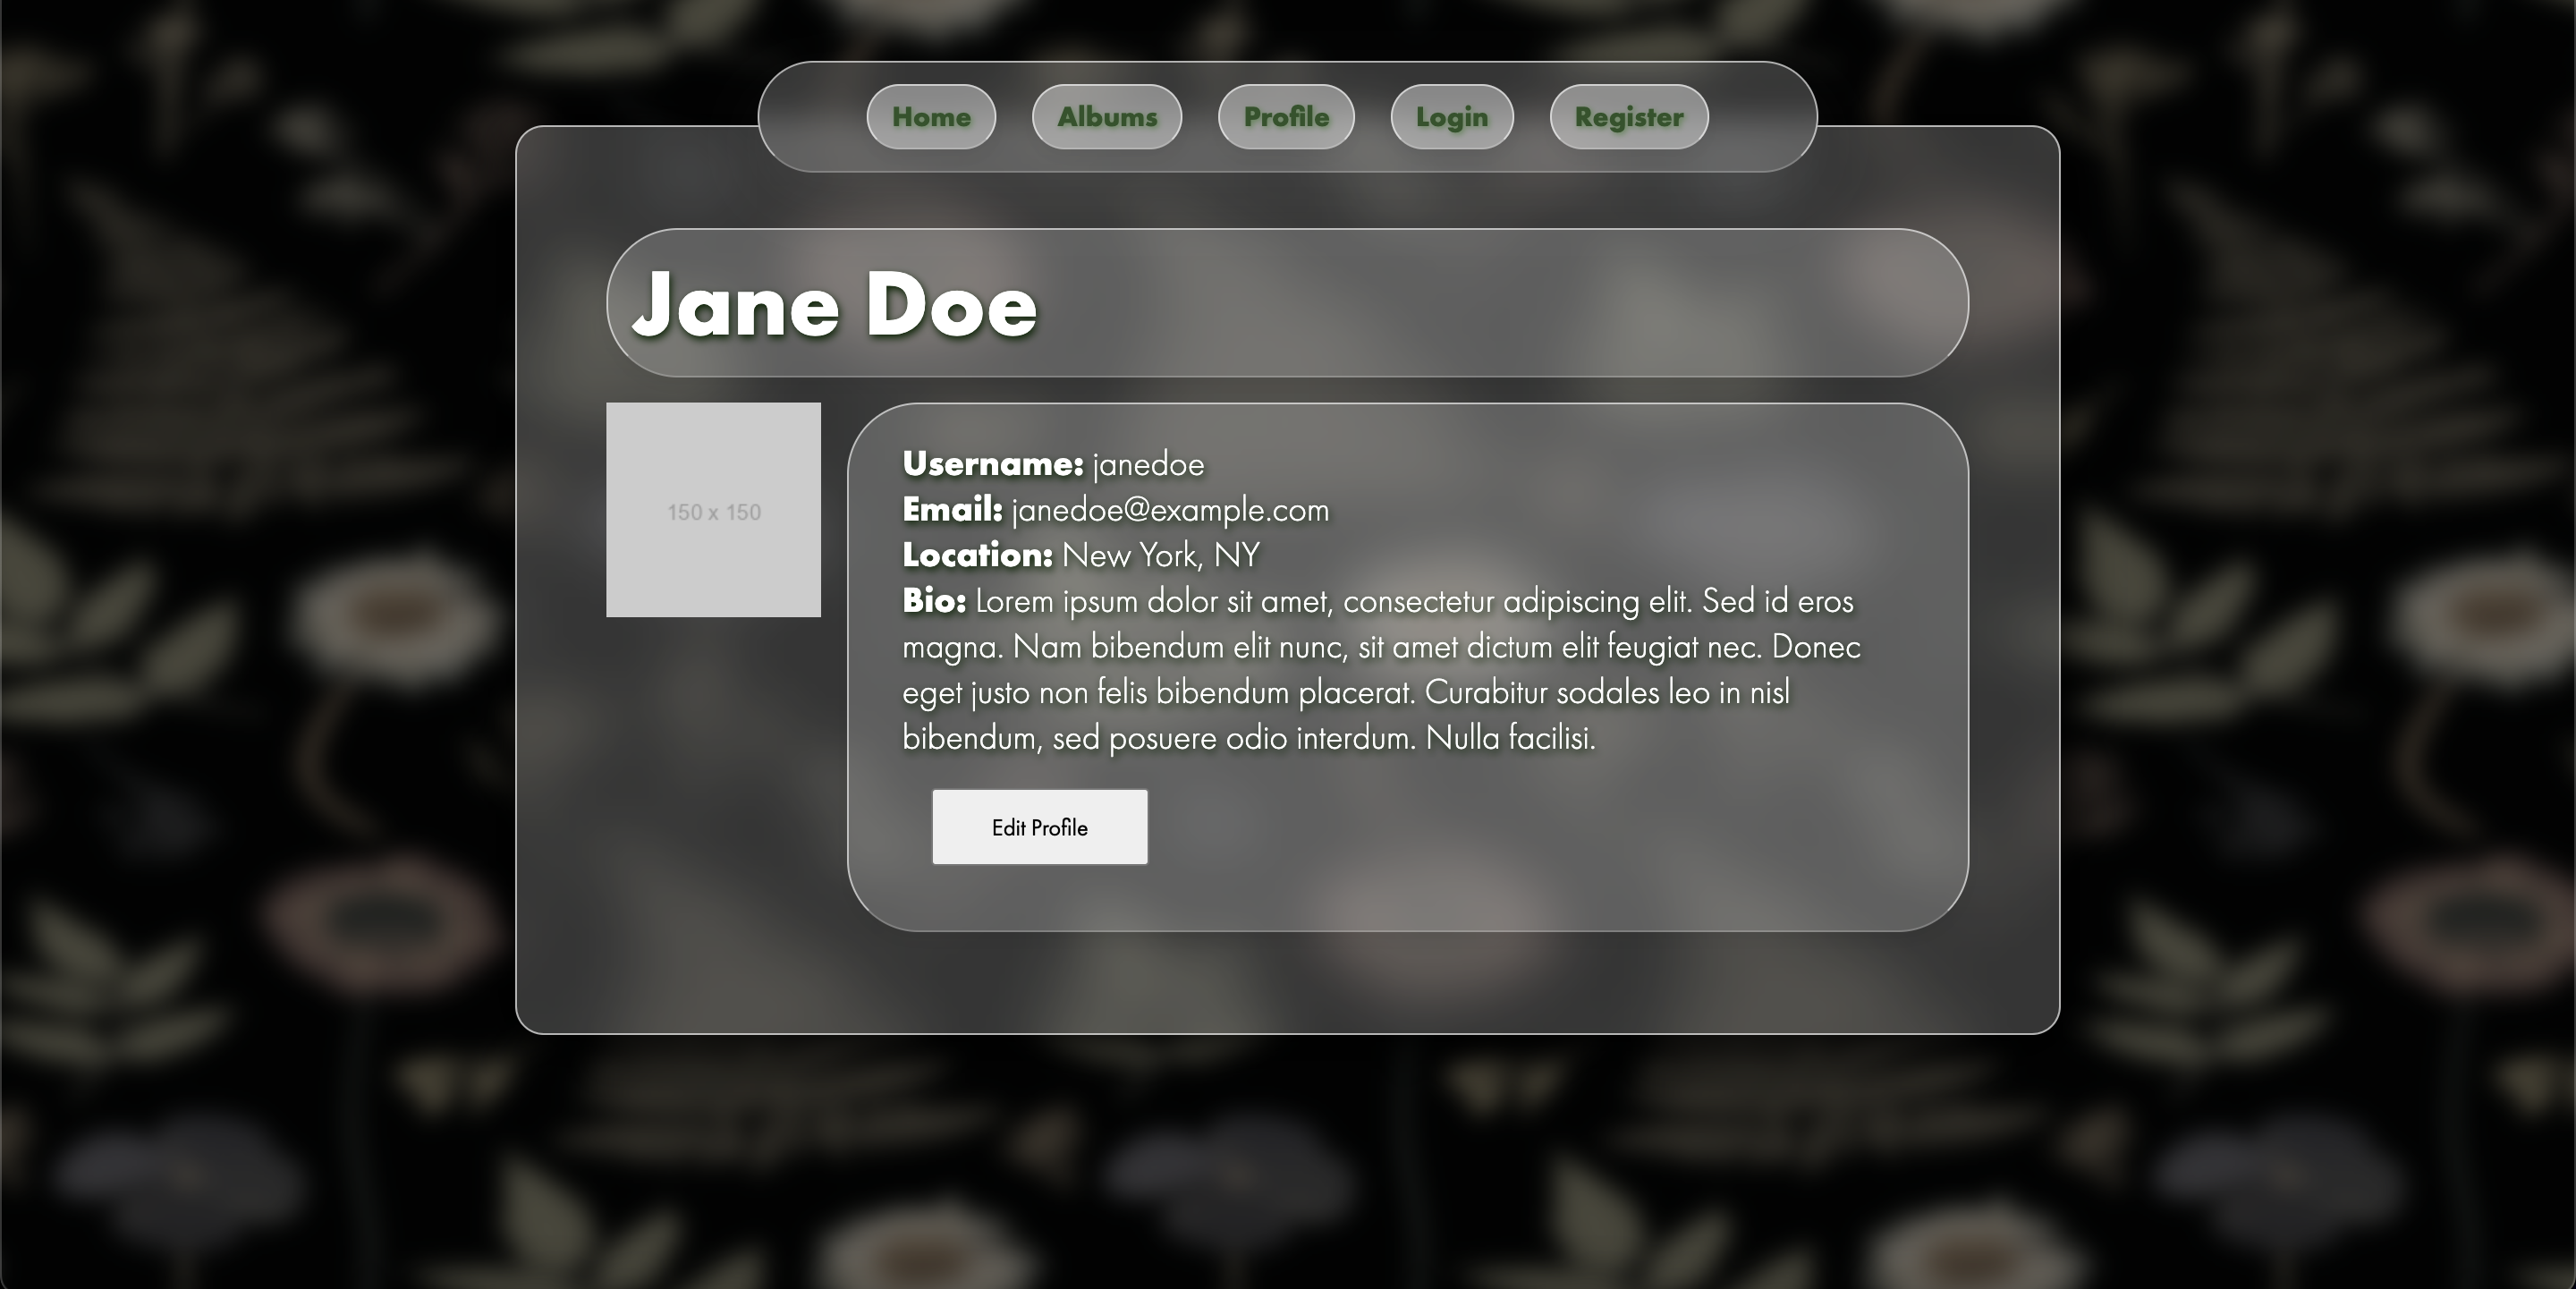 Home Albums Profile Login Register
Jane Doe
150 x 150
Username: janedoe
Email: janedoe@example.com
Location: New York, NY
Bio: Lorem ipsum dolor sit amet, consectetur adipiscing elit. Sed id eros
magna. Nam bibendum elit nunc, sit amet dictum elit feugiat nec. Donec
eget justo non felis bibendum placerat. Curabitur sodales leo in nisl
bibendum, sed posuere odio interdum. Nulla facilisi.
Edit Profile